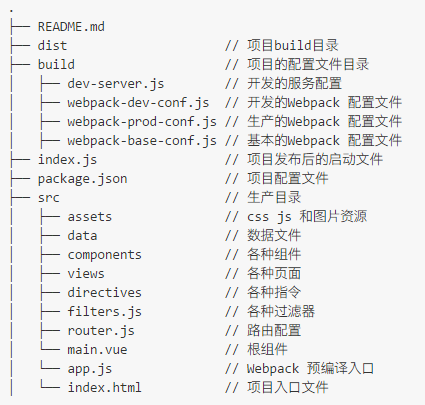 .
├── README.md
├── dist                      // 项目build目录
├── build                     // 项目的配置文件目录
│   ├── dev-server.js         // 开发的服务配置
│   ├── webpack-dev-conf.js   // 开发的Webpack 配置文件
│   ├── webpack-prod-conf.js  // 生产的Webpack 配置文件
│   ├── webpack-base-conf.js  // 基本的Webpack 配置文件
├── index.js                  // 项目发布后的启动文件
├── package.json              // 项目配置文件
├── src                       // 生产目录
│   ├── assets                // css js 和图片资源
│   ├── data                  // 数据文件
│   ├── components            // 各种组件
│   ├── views                 // 各种页面
│   ├── directives            // 各种指令
│   ├── filters.js            // 各种过滤器
│   ├── router.js             // 路由配置
│   └── main.vue              // 根组件
│   └── app.js                // Webpack 预编译入口
│   └── index.html            // 项目入口文件